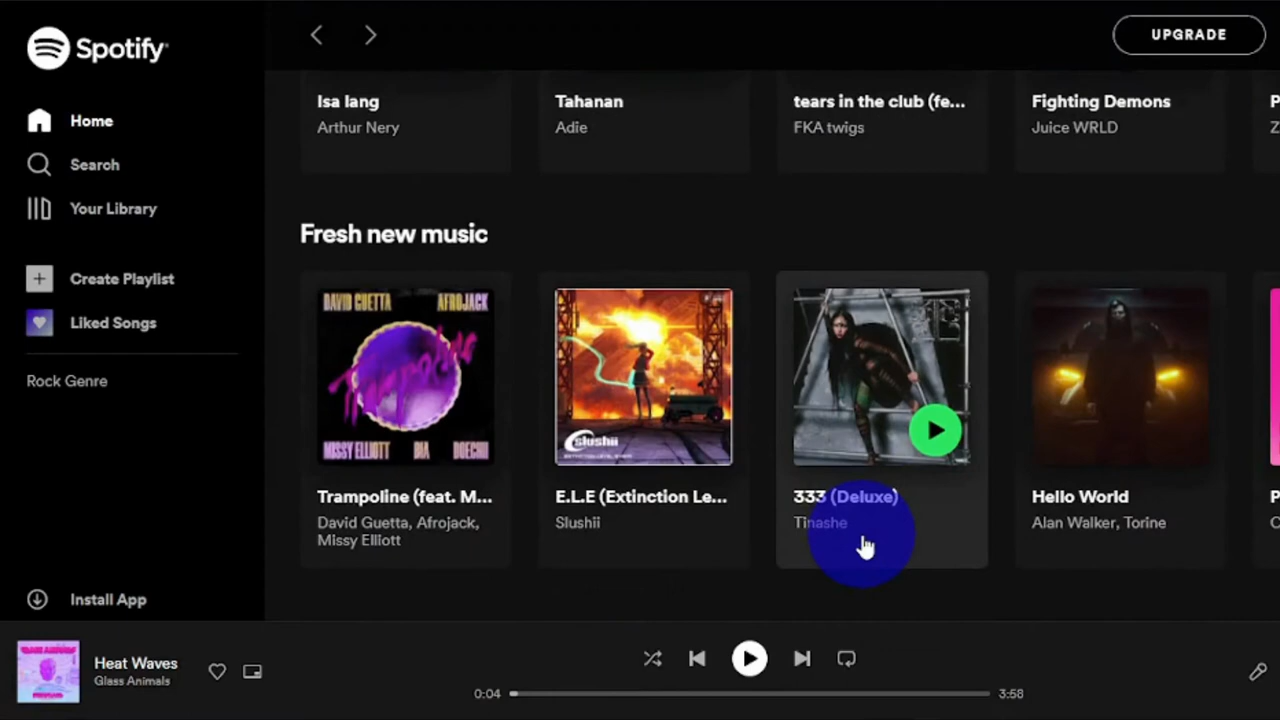 Spotify
UPGRADE
Home
Search
Your Library
Create Playlist
Liked Songs
Rock Genre
Install App
Isa lang
Arthur Nery
Tahanan
Adie
tears in the club (fe...
FKA twigs
Fighting Demons
Juice WRLD
P
Z
Fresh new music
DAVID GUETTA AFROJACK
Trampoline
MISSY ELLIOTT BIA DOECHII
Trampoline (feat. M...
David Guetta, Afrojack,
Missy Elliott
slushii
E.L.E (Extinction Le...
Slushii
333 (Deluxe)
Tinashe
Hello World
Alan Walker, Torine
P
Heat Waves
Glass Animals
0:04
3:58